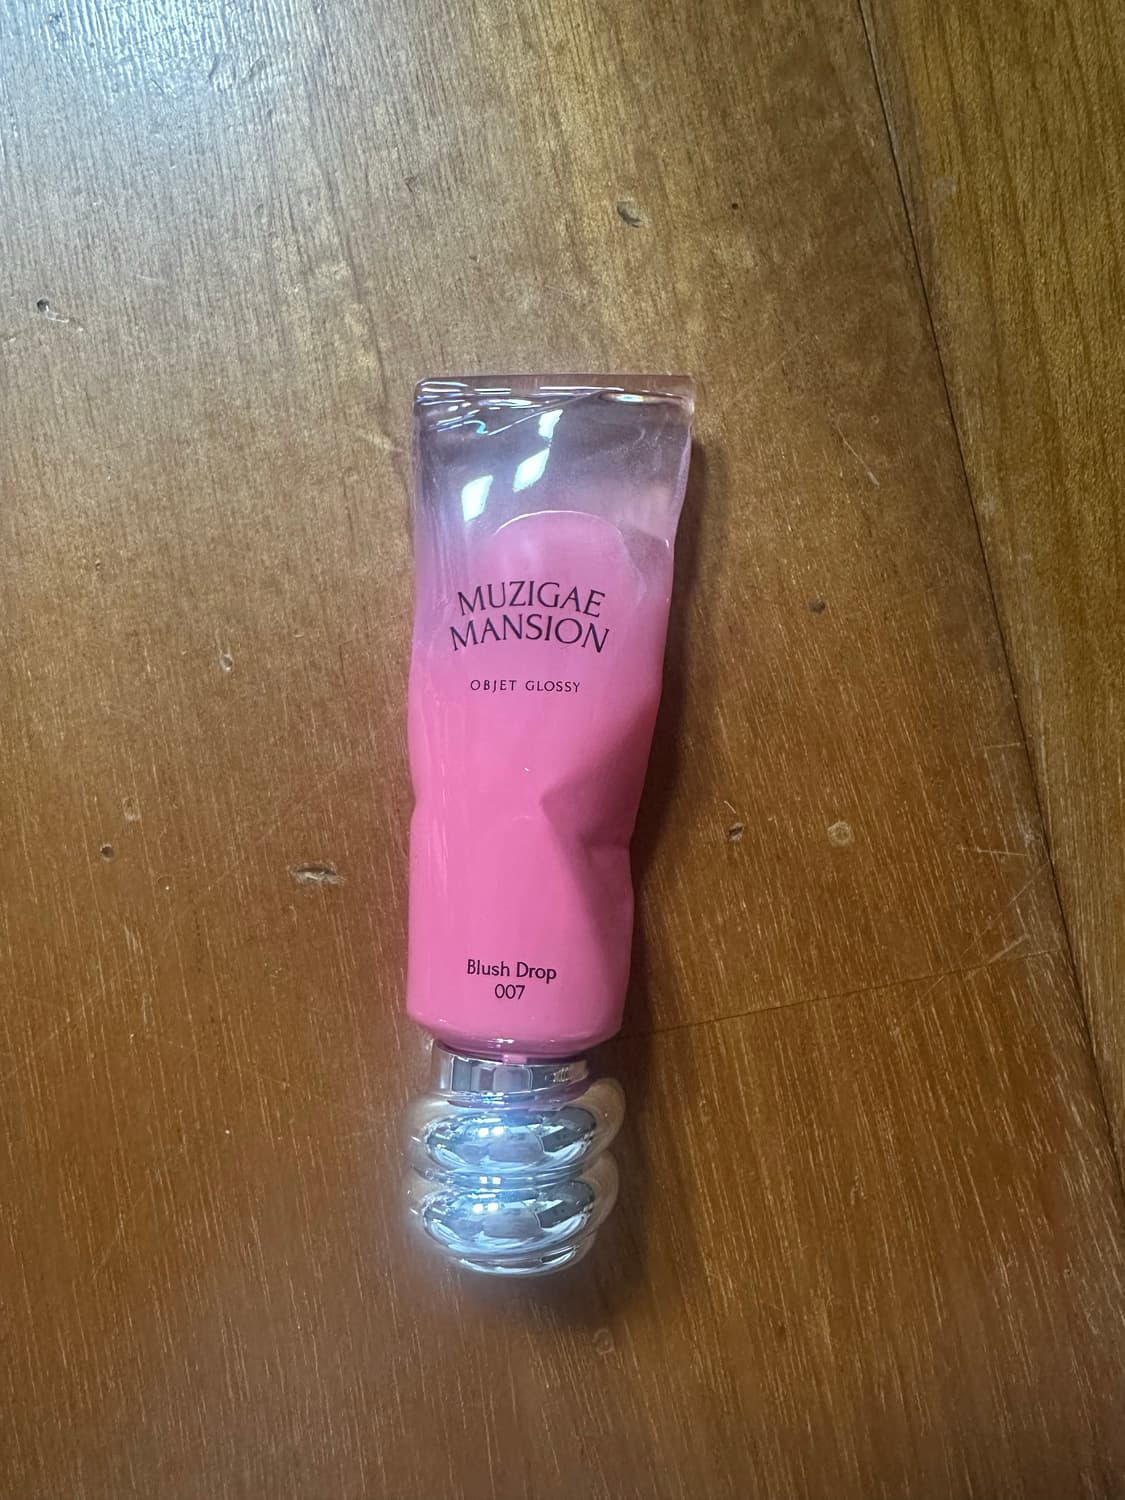 MUZIGAE
MANSION
OBJET GLOSSY
Blush Drop
007